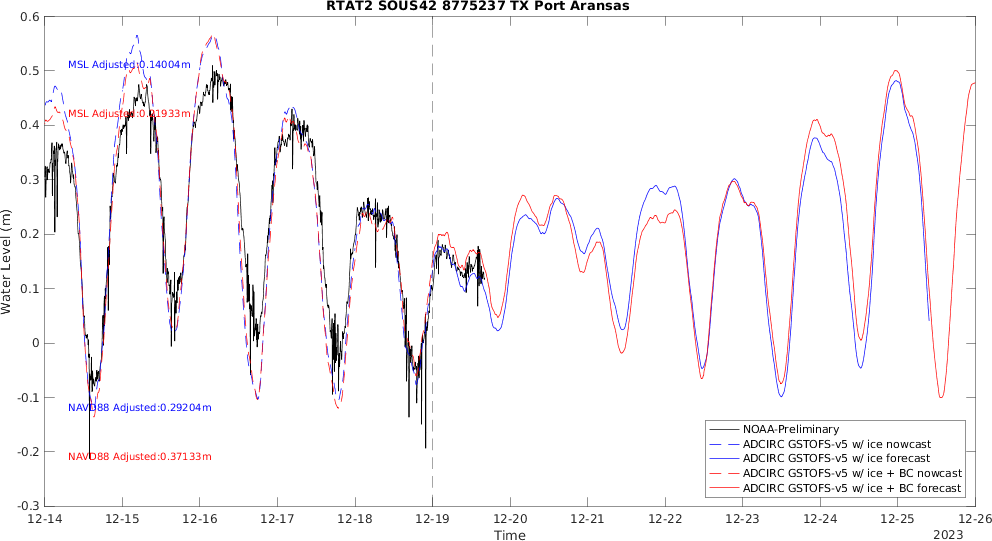 RTAT2 SOUS42 8775237 TX Port Aransas
0.6
0.5
0.4
0.3
0.2
0.1
0
-0.1
-0.2
-0.3
Water Level (m)
MSL Adjusted:0.14004m
MSL Adjusted:0.01933m
NAVD88 Adjusted:0.29204m
NAVD88 Adjusted:0.37133m
NOAA-Preliminary
ADCIRC GSTOFS-v5 w/ ice nowcast
ADCIRC GSTOFS-v5 w/ ice forecast
ADCIRC GSTOFS-v5 w/ ice + BC nowcast
ADCIRC GSTOFS-v5 w/ ice + BC forecast
12-14 12-15 12-16 12-17 12-18 12-19 12-20 12-21 12-22 12-23 12-24 12-25 12-26
Time
2023